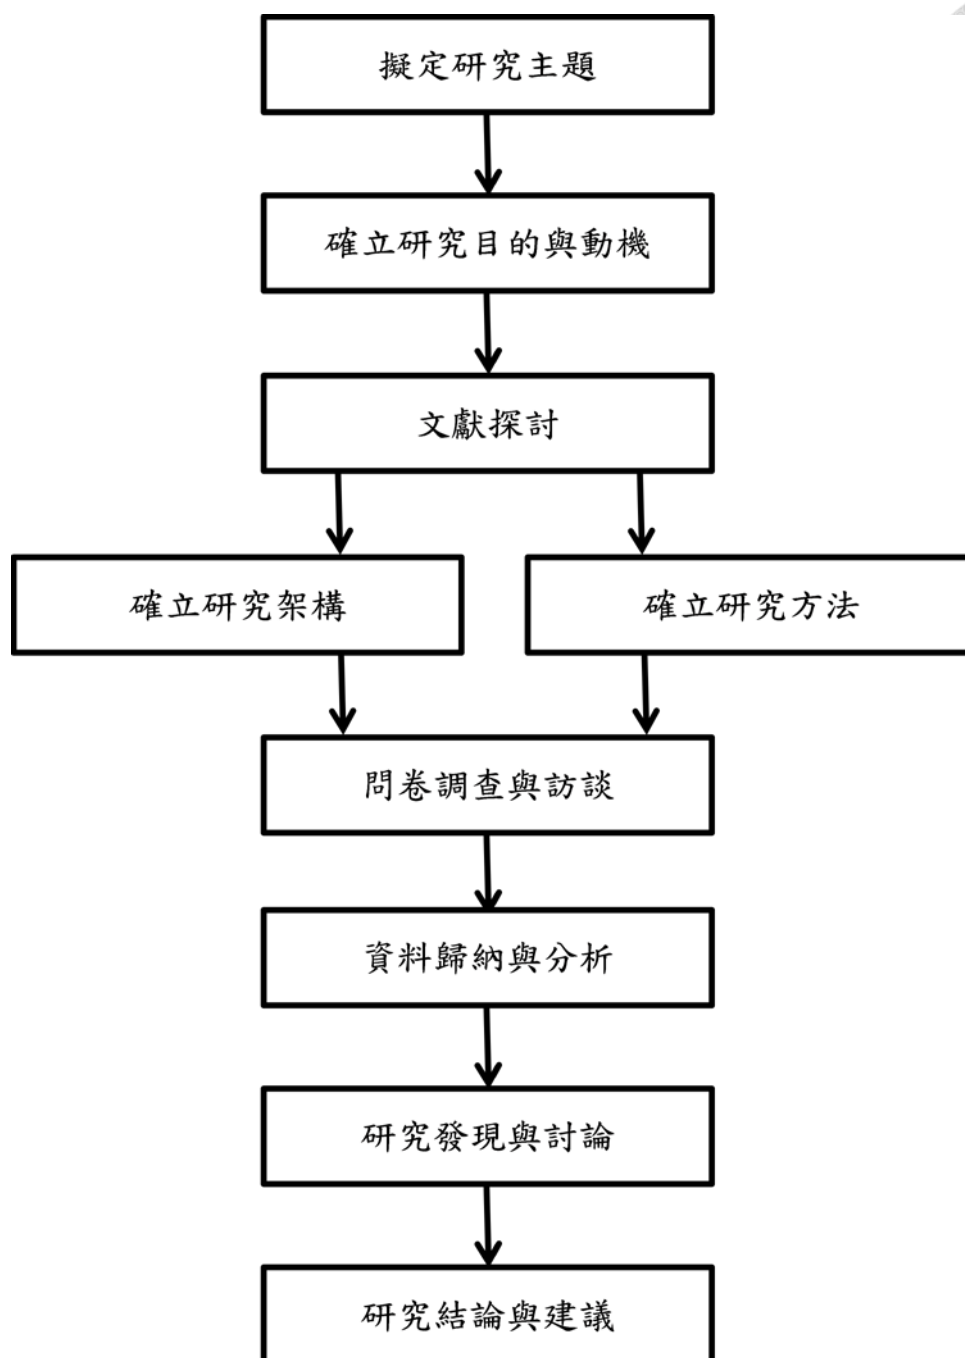 擬定研究主題
確立研究目的與動機
文獻探討
確立研究架構
確立研究方法
問卷調查與訪談
資料歸納與分析
研究發現與討論
研究結論與建議